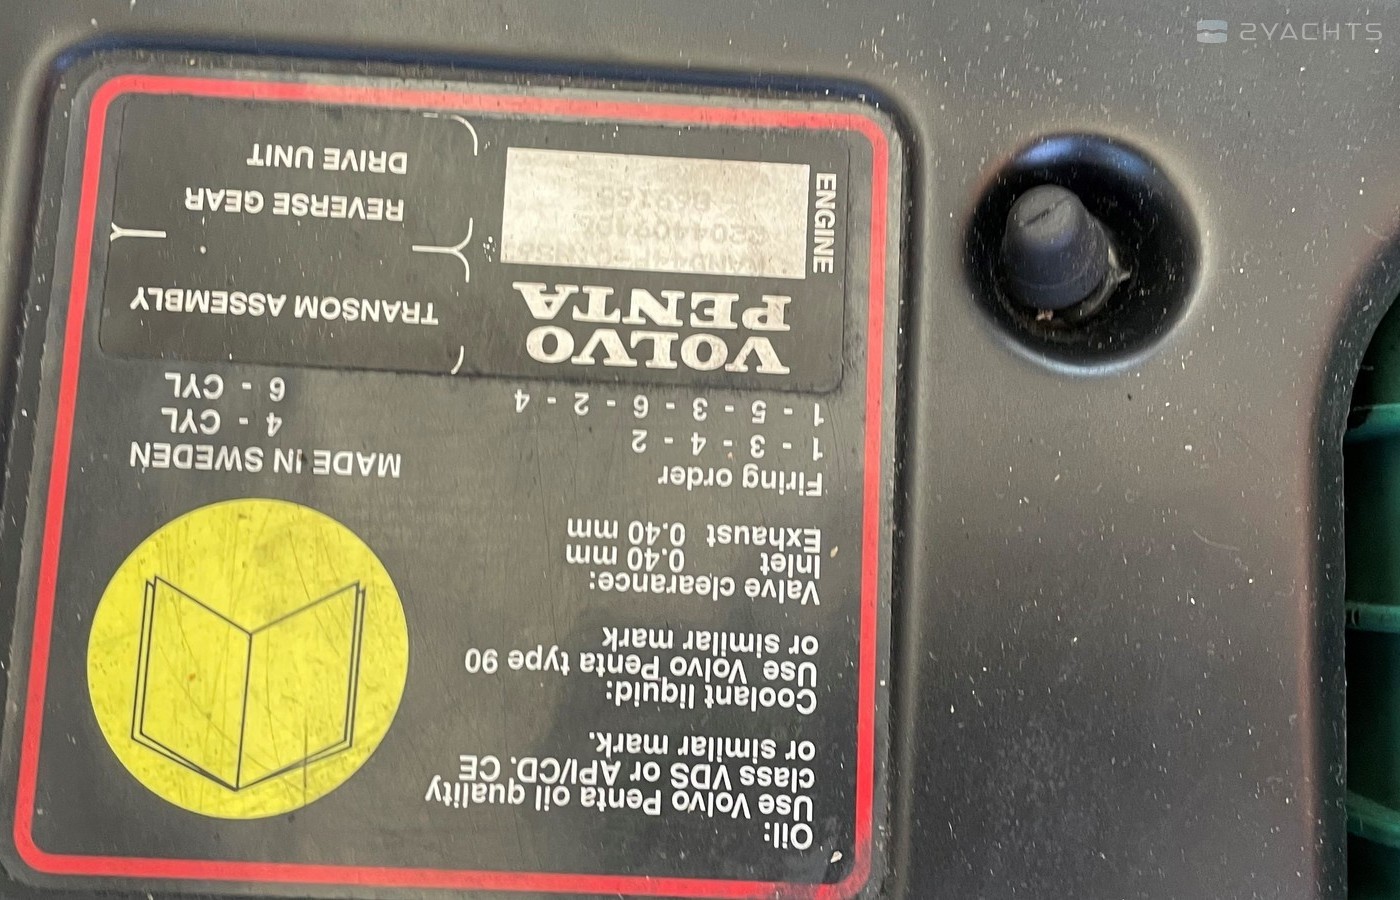 2YACHTS
Oil:
Use Volvo Penta oil quality
class VDS or API/CD. CE
or similar mark.
Coolant liquid:
Use Volvo Penta type 90
or similar mark
Valve clearance:
Inlet 0.40 mm
Exhaust 0.40 mm
Firing order
1 - 3 - 4 - 2
1 - 5 - 3 - 6 - 2 - 4
MADE IN SWEDEN
4 - CYL
6 - CYL
VOLVO
PENTA
ENGINE
TRANSOM ASSEMBLY
REVERSE GEAR
DRIVE UNIT